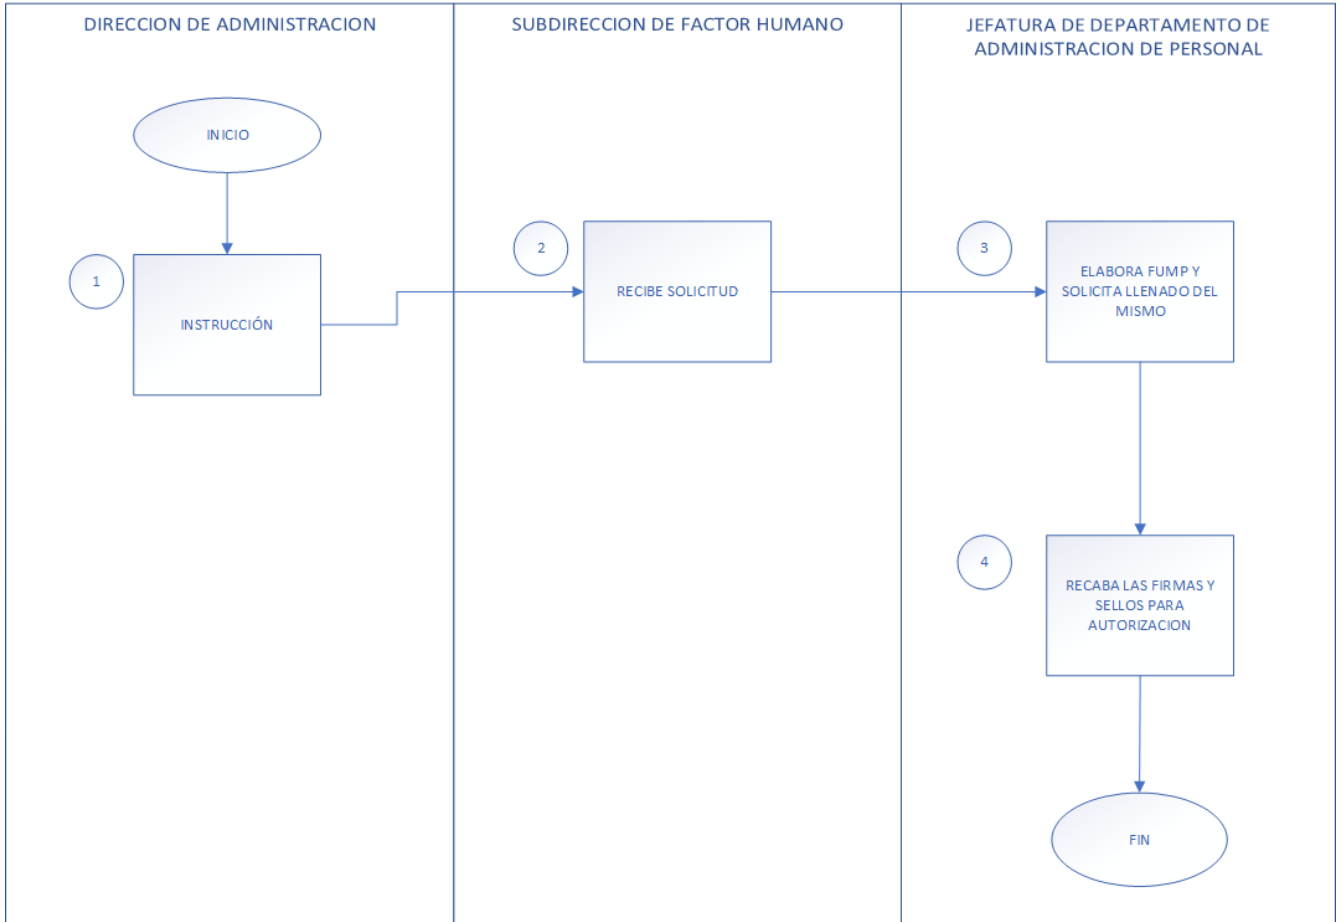 DIRECCION DE ADMINISTRACION
SUBDIRECCION DE FACTOR HUMANO
JEFATURA DE DEPARTAMENTO DE
ADMINISTRACION DE PERSONAL
INICIO
1
INSTRUCCIÓN
2
RECIBE SOLICITUD
3
ELABORA FUMP Y
SOLICITA LLENADO DEL
MISMO
4
RECABA LAS FIRMAS Y
SELLOS PARA
AUTORIZACION
FIN